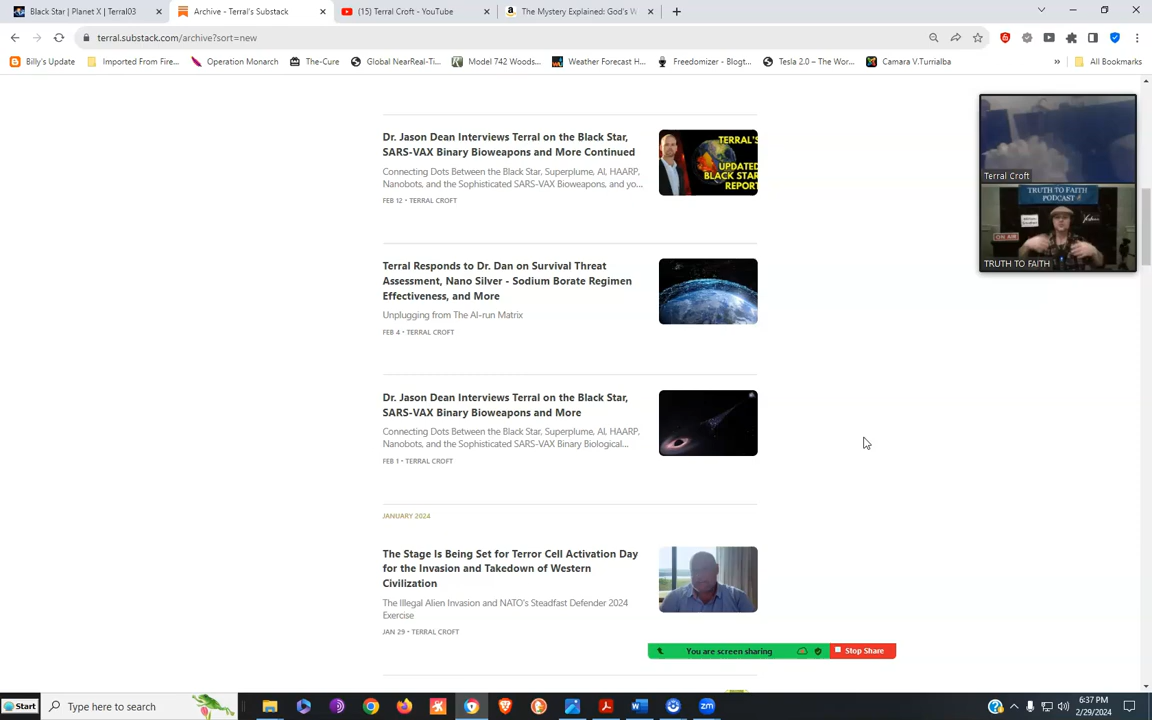 Black Star | Planet X | Terral03
Archive - Terral's Substack
(15) Terral Croft - YouTube
The Mystery Explained: God's W
terral.substack.com/archive?sort=new
Billy's Update
Imported From Fire...
Operation Monarch
The-Cure
Global NearReal-Ti...
Model 742 Woods...
Weather Forecast H...
Freedomizer - Blogt...
Tesla 2.0 – The Wor...
Camara V.Turrialba
»
All Bookmarks
Dr. Jason Dean Interviews Terral on the Black Star,
SARS-VAX Binary Bioweapons and More Continued
Connecting Dots Between the Black Star, Superplume, AI, HAARP,
Nanobots, and the Sophisticated SARS-VAX Bioweapons, and yo...
FEB 12 • TERRAL CROFT
TERRAL'S
UPDATED
BLACK STAR
REPORT
Terral Croft
TRUTH TO FAITH
PODCAST
ON AIR
TRUTH TO FAITH
Terral Responds to Dr. Dan on Survival Threat
Assessment, Nano Silver - Sodium Borate Regimen
Effectiveness, and More
Unplugging from The AI-run Matrix
FEB 4 • TERRAL CROFT
Dr. Jason Dean Interviews Terral on the Black Star,
SARS-VAX Binary Bioweapons and More
Connecting Dots Between the Black Star, Superplume, AI, HAARP,
Nanobots, and the Sophisticated SARS-VAX Binary Biological...
FEB 1 • TERRAL CROFT
JANUARY 2024
The Stage Is Being Set for Terror Cell Activation Day
for the Invasion and Takedown of Western
Civilization
The Illegal Alien Invasion and NATO's Steadfast Defender 2024
Exercise
JAN 29 • TERRAL CROFT
You are screen sharing
Stop Share
Start
Type here to search
6:37 PM
2/29/2024